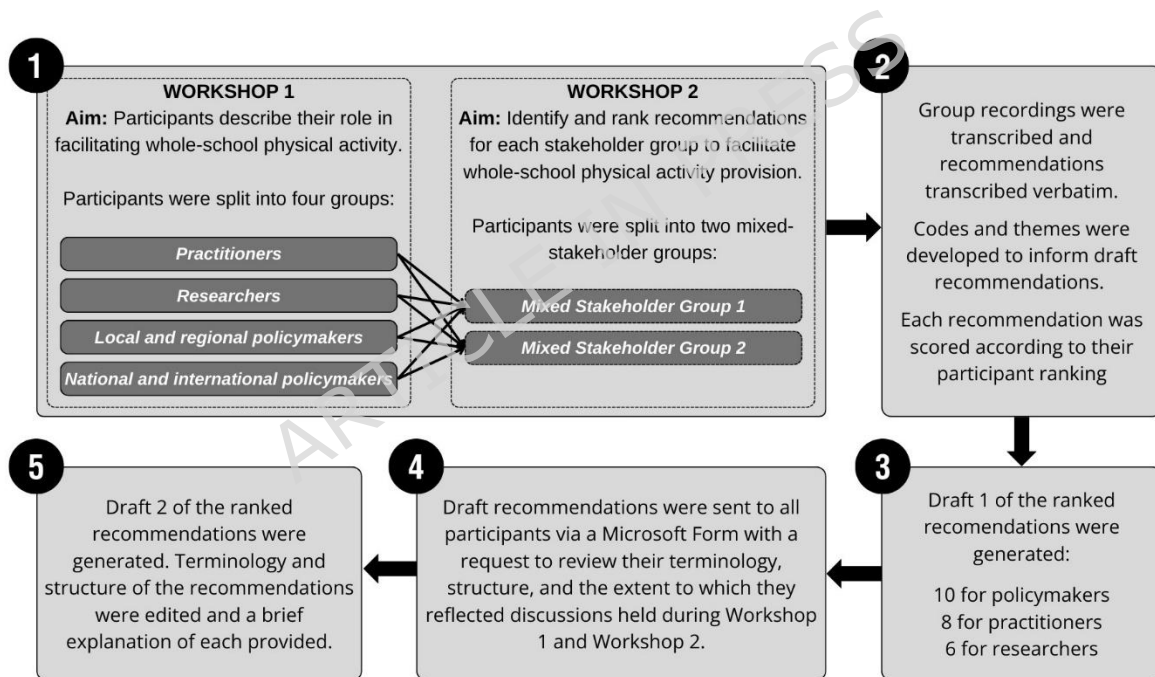 1
WORKSHOP 1
Aim: Participants describe their role in
facilitating whole-school physical activity.
Participants were split into four groups:
Practitioners
Researchers
Local and regional policymakers
National and international policymakers
WORKSHOP 2
Aim: Identify and rank recommendations
for each stakeholder group to facilitate
whole-school physical activity provision.
Participants were split into two mixed-
stakeholder groups:
Mixed Stakeholder Group 1
Mixed Stakeholder Group 2
2
Group recordings were
transcribed and
recommendations
transcribed verbatim.
Codes and themes were
developed to inform draft
recommendations.
Each recommendation was
scored according to their
participant ranking
3
Draft 1 of the ranked
recomendations were
generated:
10 for policymakers
8 for practitioners
6 for researchers
4
Draft recommendations were sent to all
participants via a Microsoft Form with a
request to review their terminology,
structure, and the extent to which they
reflected discussions held during Workshop
1 and Workshop 2.
5
Draft 2 of the ranked
recommendations were
generated. Terminology and
structure of the recommendations
were edited and a brief
explanation of each provided.
ARTICLE IN PRESS